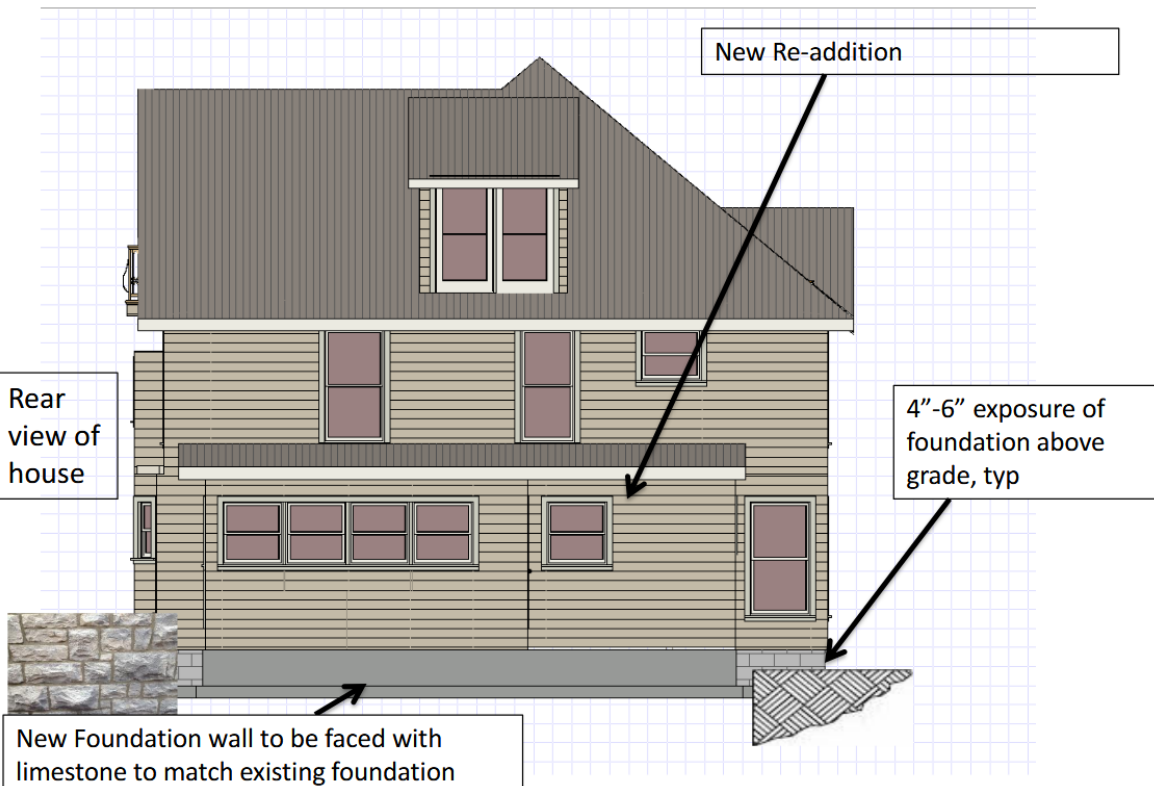 New Re-addition
Rear
view of
house
4”-6” exposure of
foundation above
grade, typ
New Foundation wall to be faced with
limestone to match existing foundation